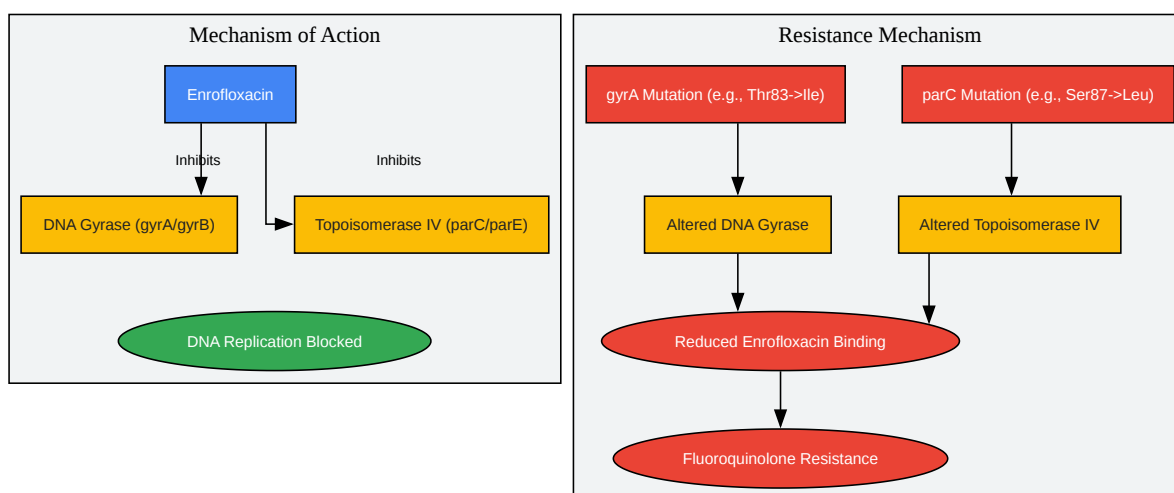 Mechanism of Action
Enrofloxacin
Inhibits
Inhibits
DNA Gyrase (gyrA/gyrB)
Topoisomerase IV (parC/parE)
DNA Replication Blocked
Resistance Mechanism
gyrA Mutation (e.g., Thr83->Ile)
parC Mutation (e.g., Ser87->Leu)
Altered DNA Gyrase
Altered Topoisomerase IV
Reduced Enrofloxacin Binding
Fluoroquinolone Resistance